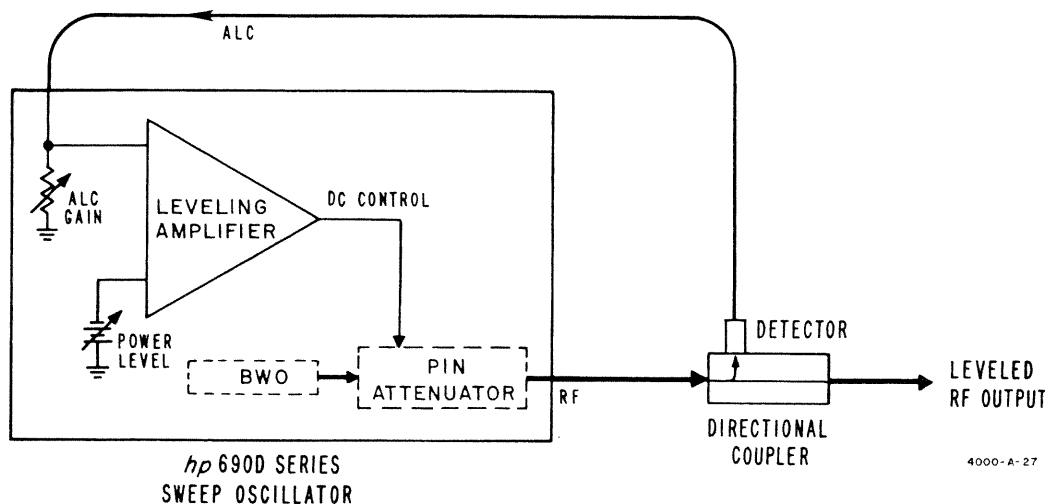 ALC
ALC
GAIN
LEVELING
AMPLIFIER
DC CONTROL
POWER
LEVEL
BWO
PIN
ATTENUATOR
RF
DETECTOR
DIRECTIONAL
COUPLER
LEVELED
RF OUTPUT
hp 690D SERIES
SWEEP OSCILLATOR
4000-A-27